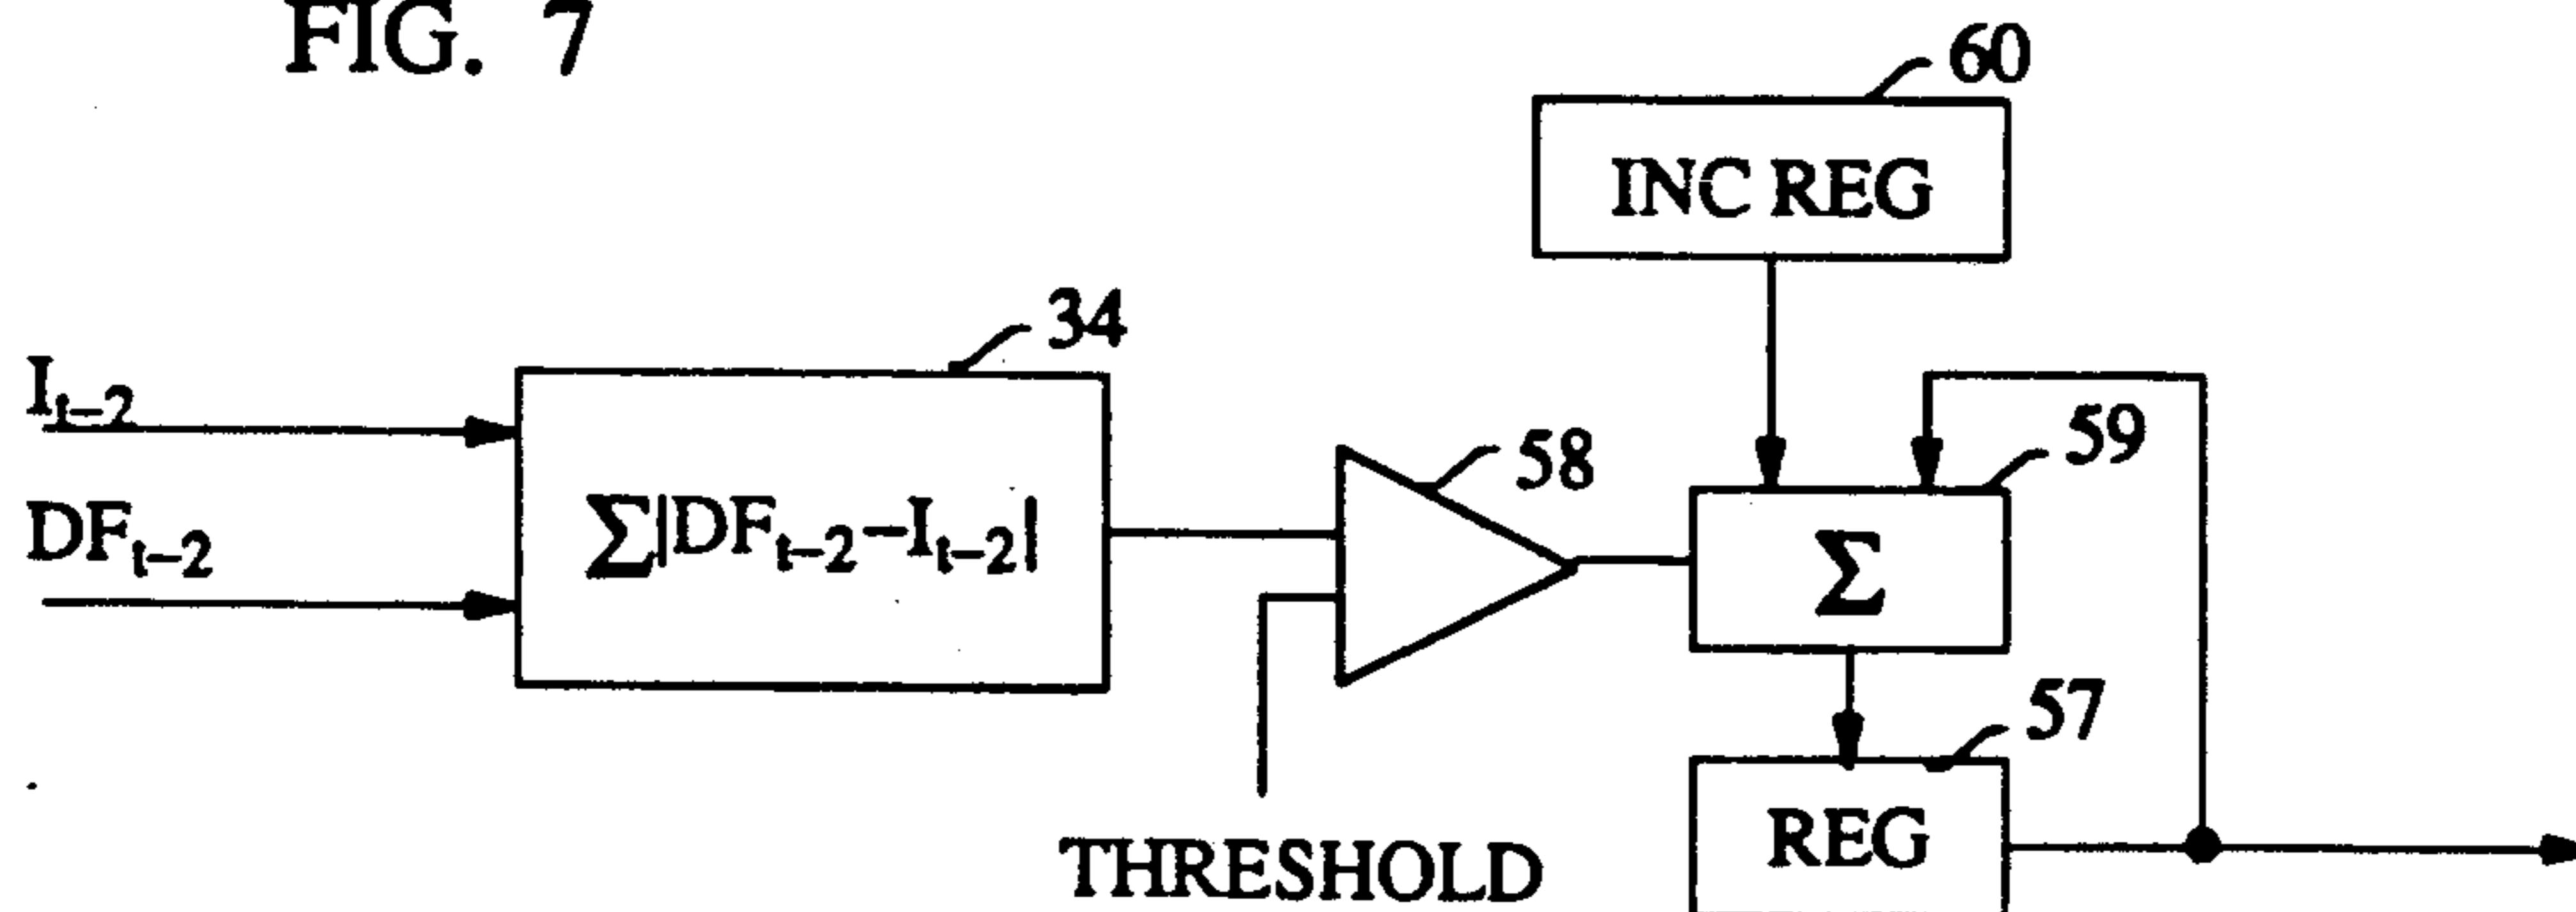 FIG. 7
60
INC REG
34
I_{t-2}
DF_{t-2}
∑|DF_{t-2}-I_{t-2}|
58
59
∑
57
THRESHOLD
REG